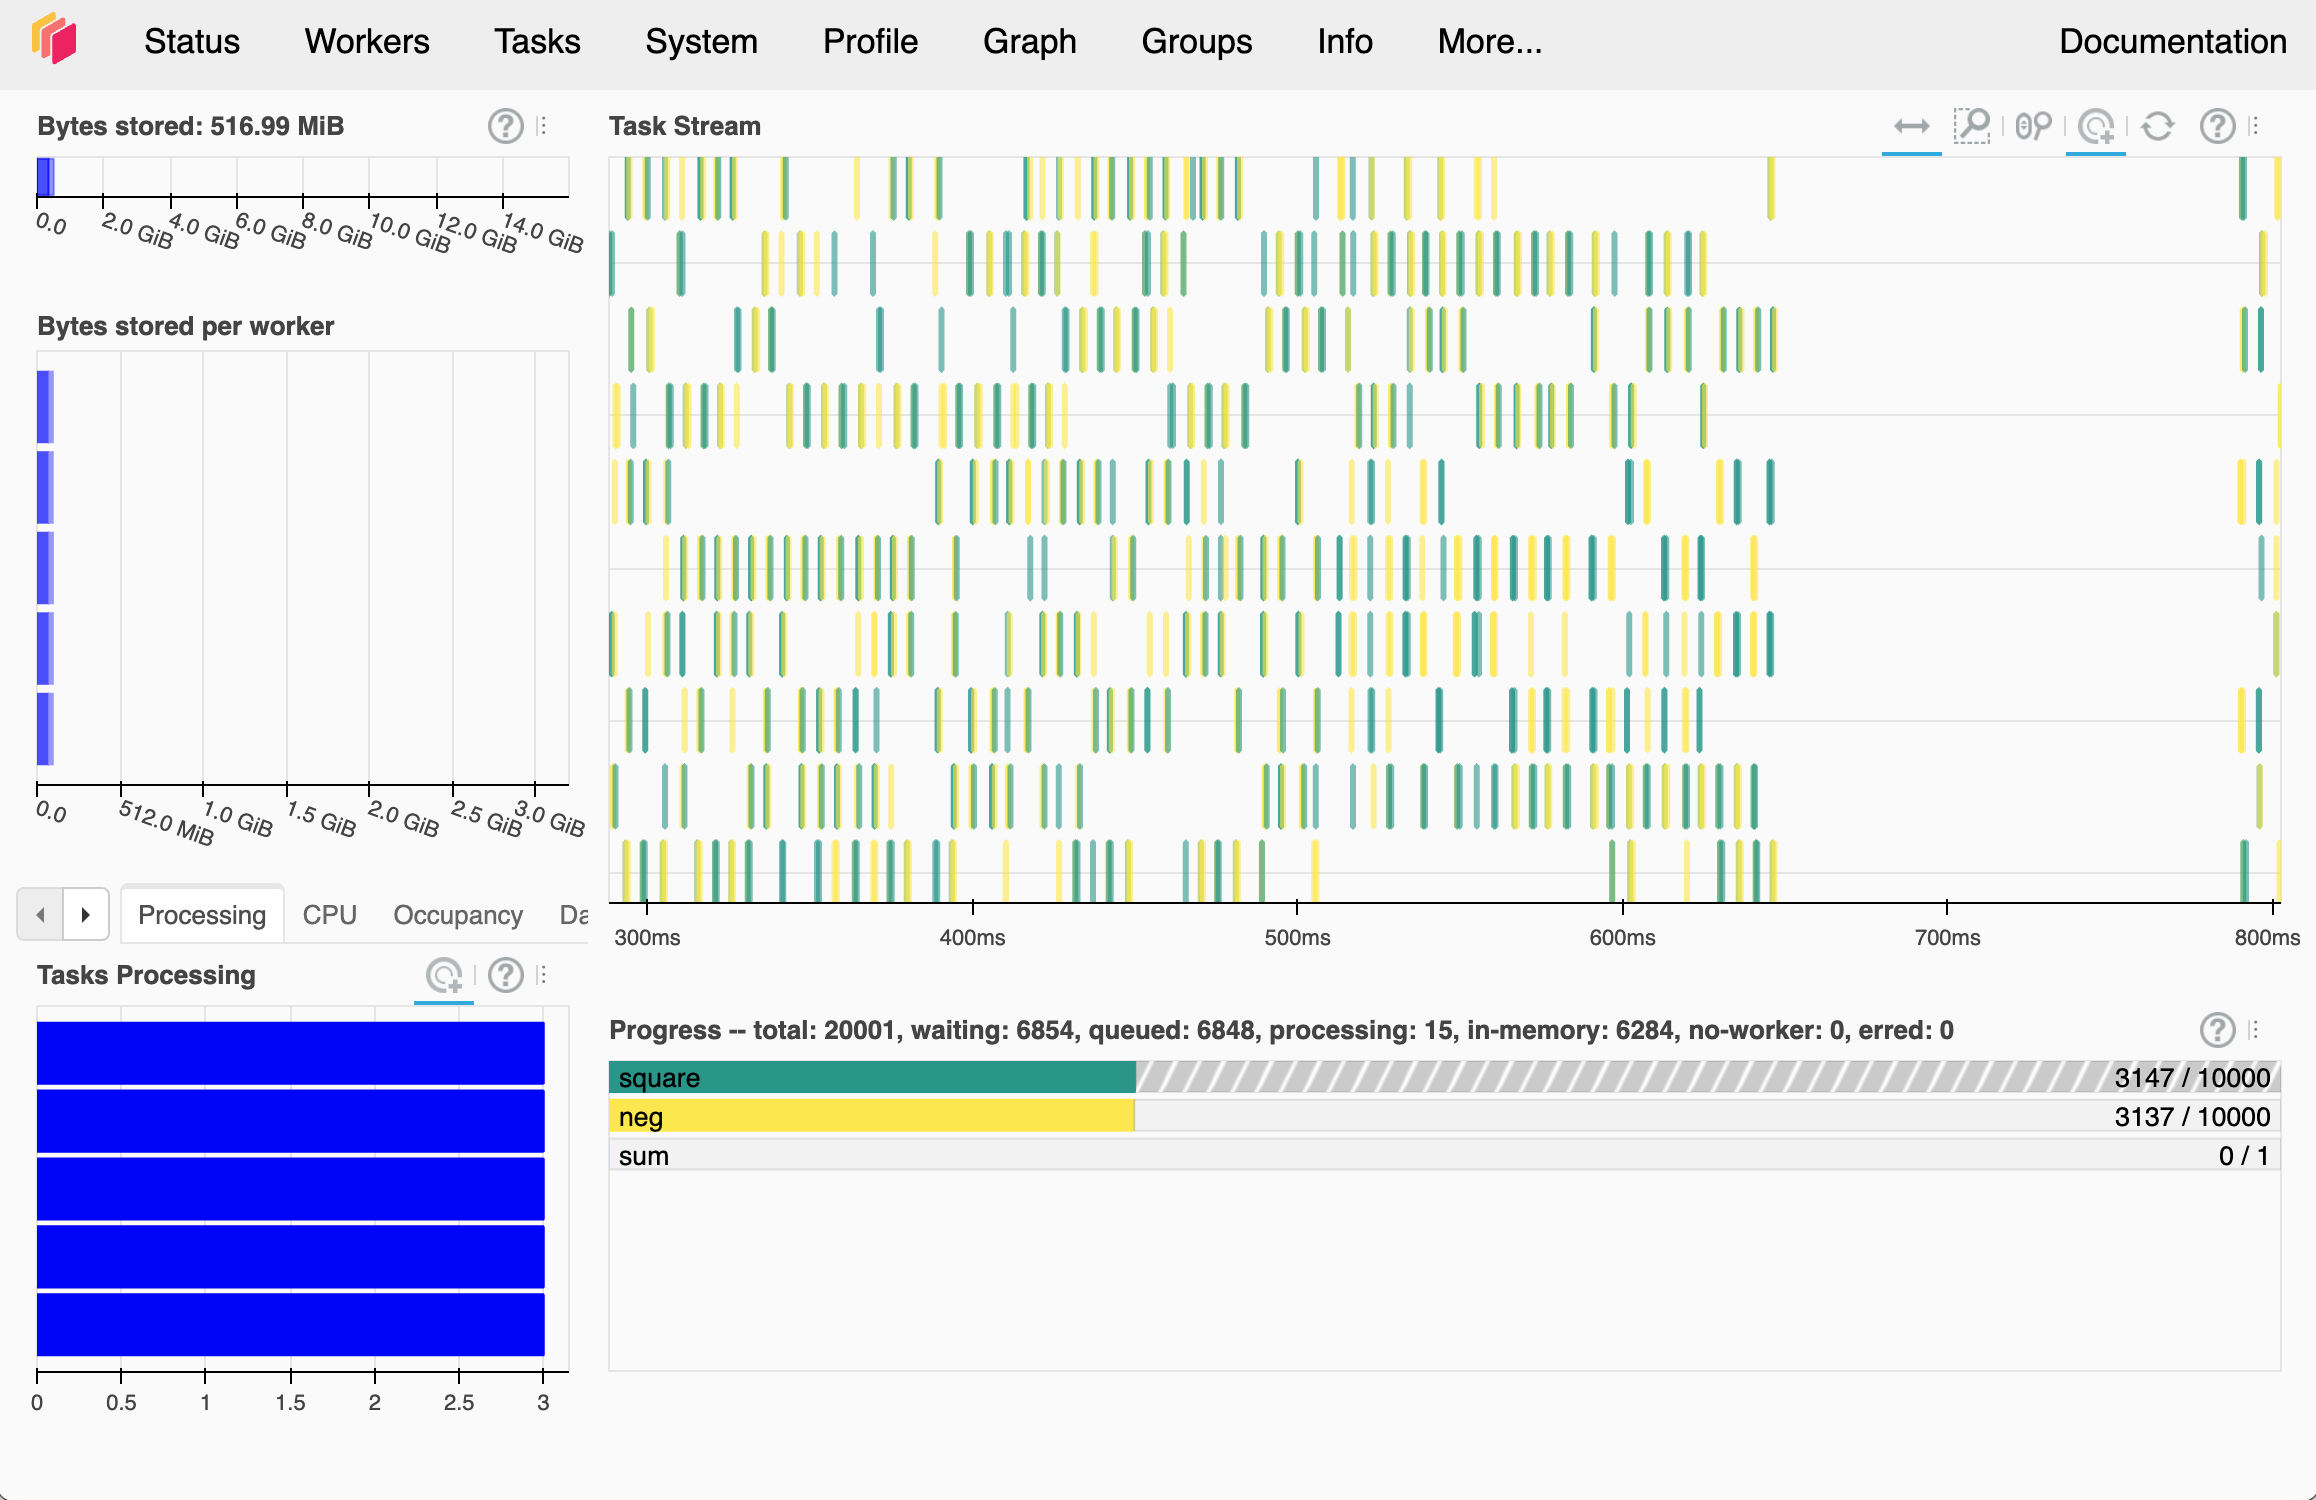 Status Workers Tasks System Profile Graph Groups Info More... Documentation
Bytes stored: 516.99 MiB
0.0 2.0 GiB 4.0 GiB 6.0 GiB 8.0 GiB 10.0 GiB 12.0 GiB 14.0 GiB
Bytes stored per worker
0.0 512.0 MiB 1.0 GiB 1.5 GiB 2.0 GiB 2.5 GiB 3.0 GiB
Processing CPU Occupancy Da
Tasks Processing
0 0.5 1 1.5 2 2.5 3
Task Stream
300ms 400ms 500ms 600ms 700ms 800ms
Progress -- total: 20001, waiting: 6854, queued: 6848, processing: 15, in-memory: 6284, no-worker: 0, erred: 0
square 3147 / 10000
neg 3137 / 10000
sum 0 / 1